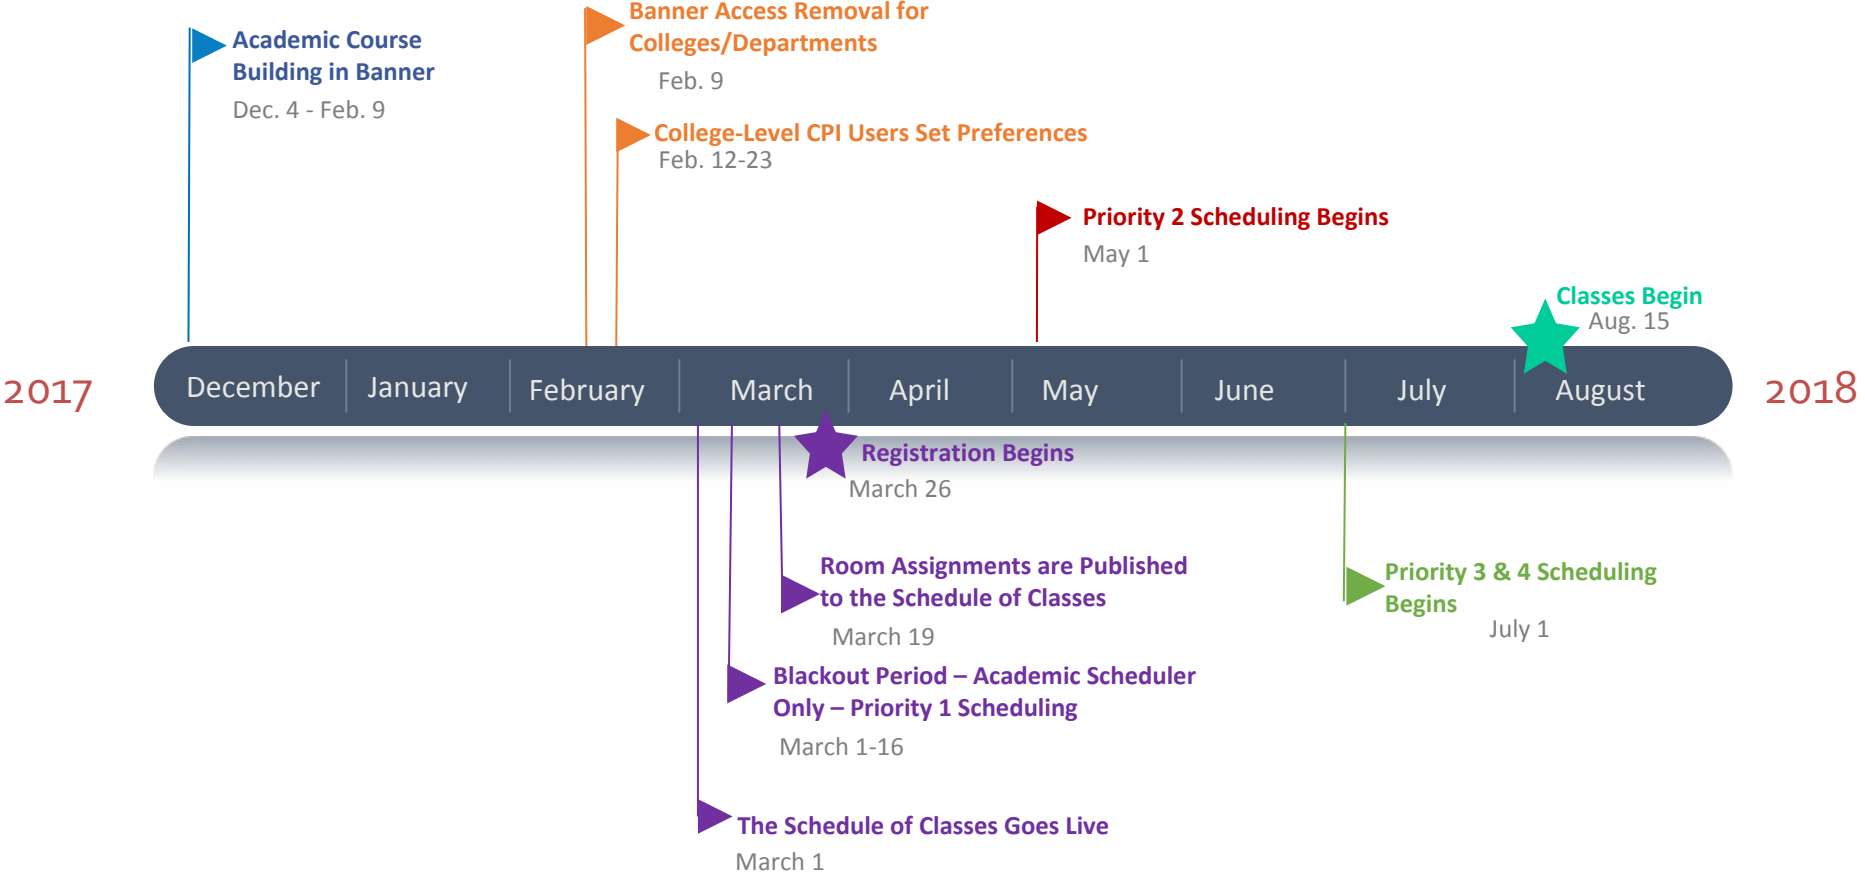 Banner Access Removal for
Colleges/Departments
Feb. 9
Academic Course
Building in Banner
Dec. 4 - Feb. 9
College-Level CPI Users Set Preferences
Feb. 12-23
Priority 2 Scheduling Begins
May 1
Classes Begin
Aug. 15
2017 December January February March April May June July August 2018
Registration Begins
March 26
Room Assignments are Published
to the Schedule of Classes
March 19
Priority 3 & 4 Scheduling
Begins
July 1
Blackout Period – Academic Scheduler
Only – Priority 1 Scheduling
March 1-16
The Schedule of Classes Goes Live
March 1